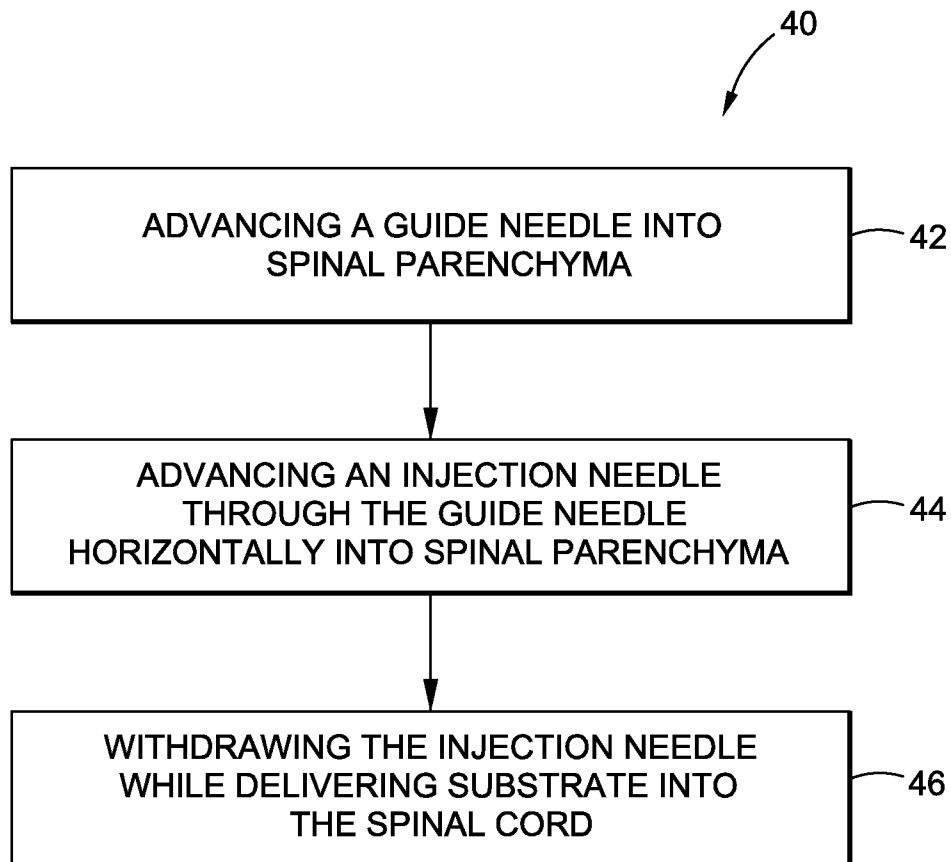 40
ADVANCING A GUIDE NEEDLE INTO
SPINAL PARENCHYMA
42
ADVANCING AN INJECTION NEEDLE
THROUGH THE GUIDE NEEDLE
HORIZONTALLY INTO SPINAL PARENCHYMA
44
WITHDRAWING THE INJECTION NEEDLE
WHILE DELIVERING SUBSTRATE INTO
THE SPINAL CORD
46